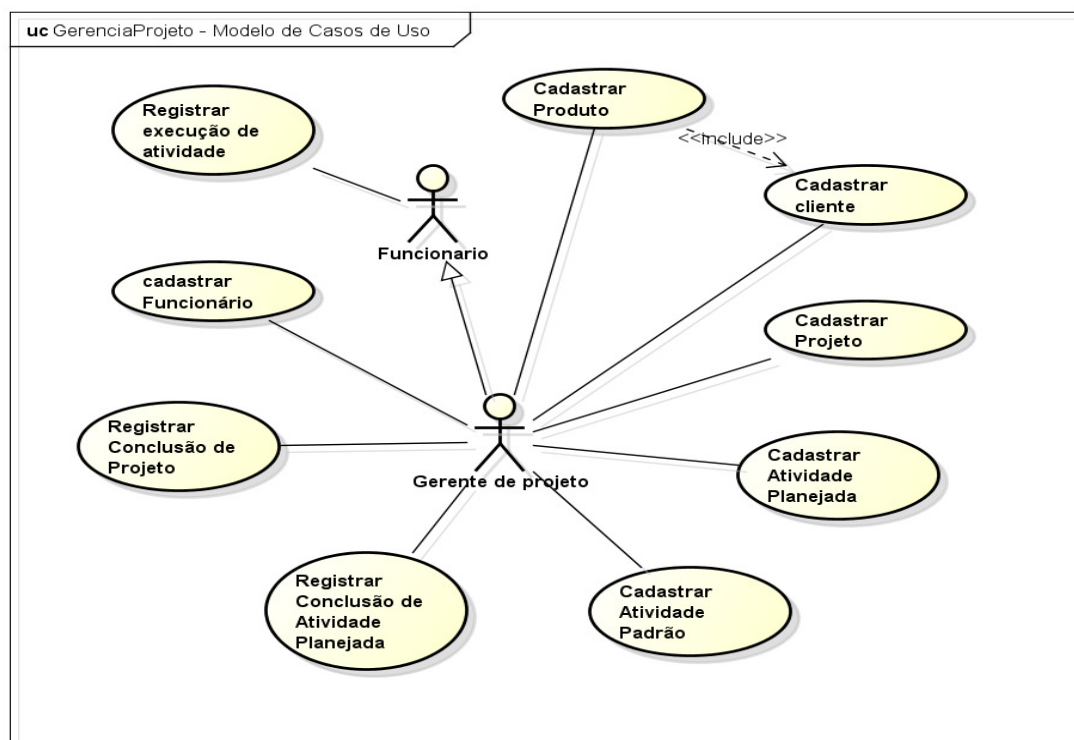 uc GerenciaProjeto - Modelo de Casos de Uso
Registrar
execução de
atividade
Cadastrar
Produto
<<include>>
Cadastrar
cliente
Funcionario
cadastrar
Funcionário
Cadastrar
Projeto
Registrar
Conclusão de
Projeto
Gerente de projeto
Cadastrar
Atividade
Planejada
Registrar
Conclusão de
Atividade
Planejada
Cadastrar
Atividade
Padrão